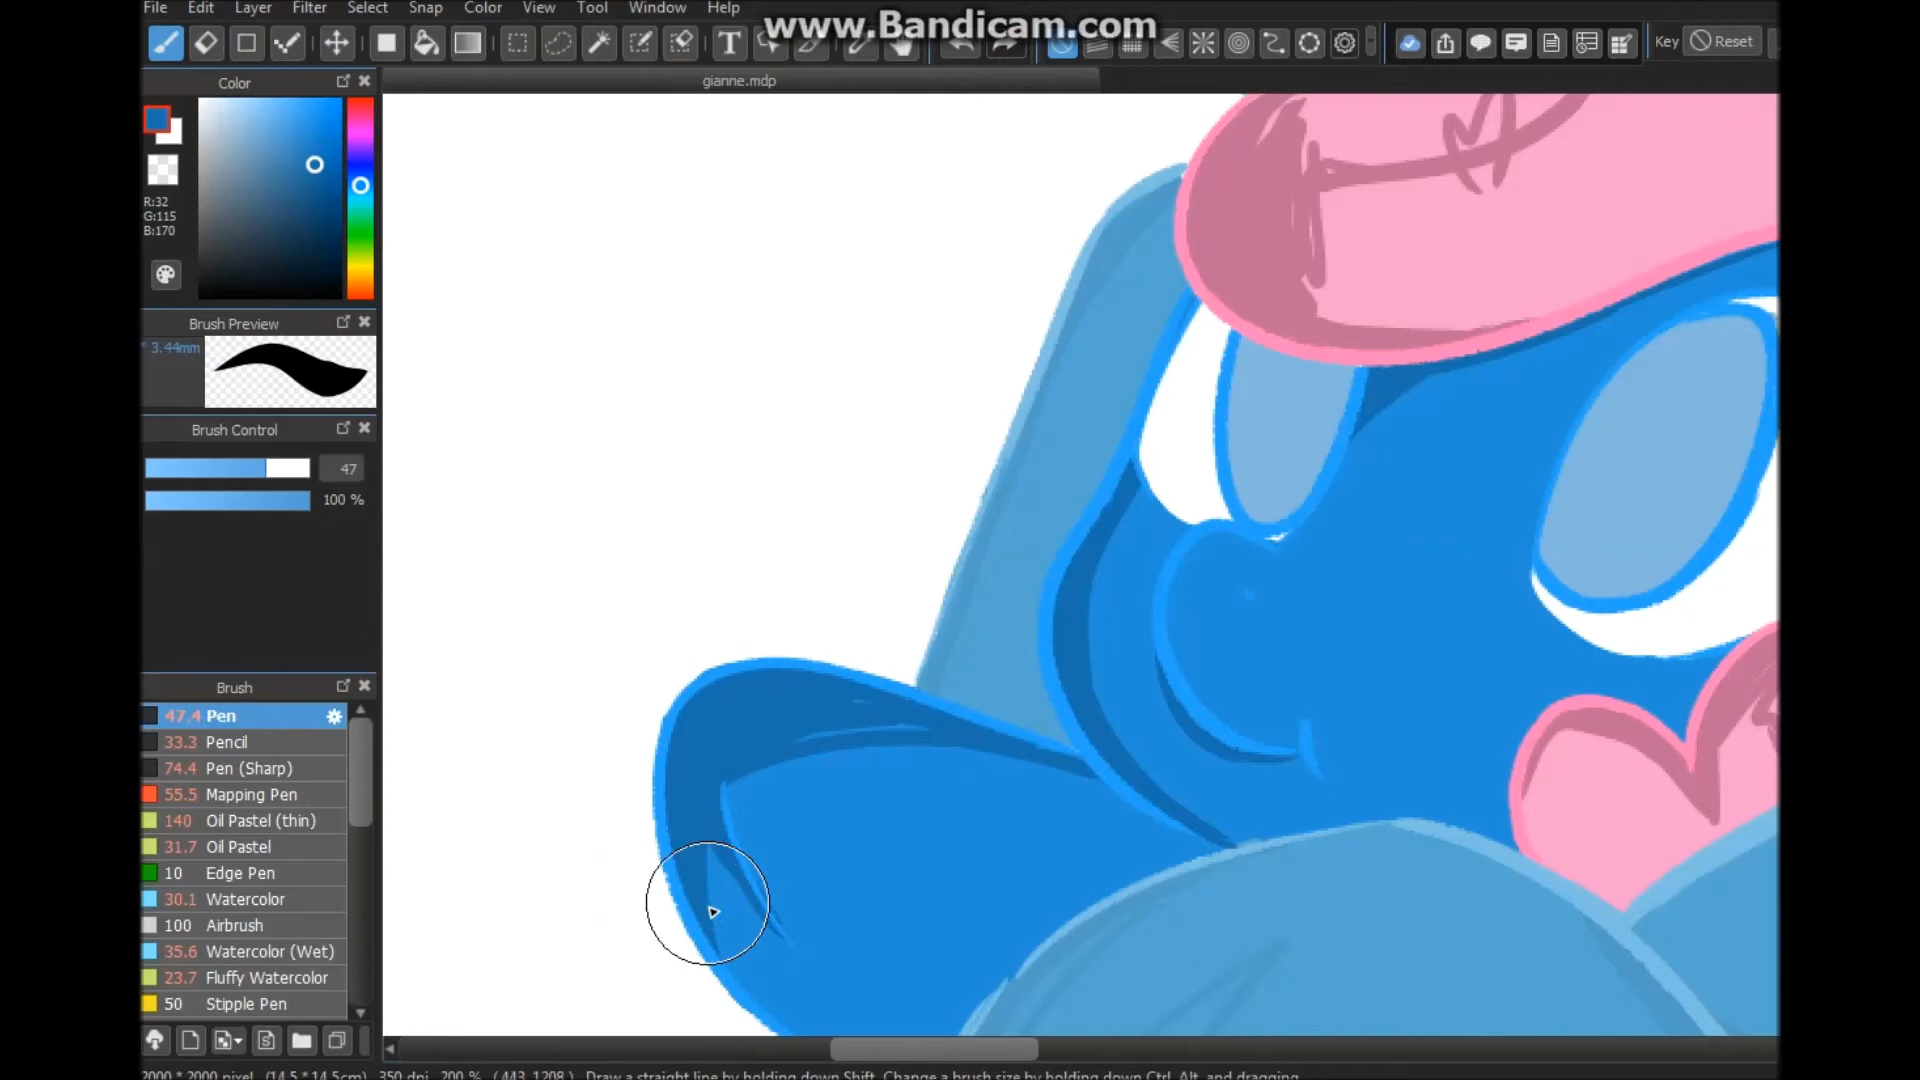 File Edit Layer Filter Select Snap Color View Tool Window Help
www.Bandicam.com
T
Key Reset
Color
gianne.mdp
R:32
G:115
B:170
Brush Preview
* 3.44mm
Brush Control
47
100 %
Brush
47.4 Pen
33.3 Pencil
74.4 Pen (Sharp)
55.5 Mapping Pen
140 Oil Pastel (thin)
31.7 Oil Pastel
10 Edge Pen
30.1 Watercolor
100 Airbrush
35.6 Watercolor (Wet)
23.7 Fluffy Watercolor
50 Stipple Pen
2000 * 2000 pixel (14.5 * 14.5cm) 350 dpi 200 % ( 443, 1208 ) Draw a straight line by holding down Shift, Change a brush size by holding down Ctrl, Alt, and dragging